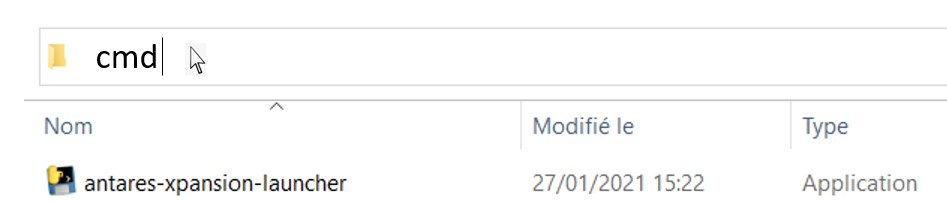 cmd
Nom Modifié le Type
antares-xpansion-launcher 27/01/2021 15:22 Application